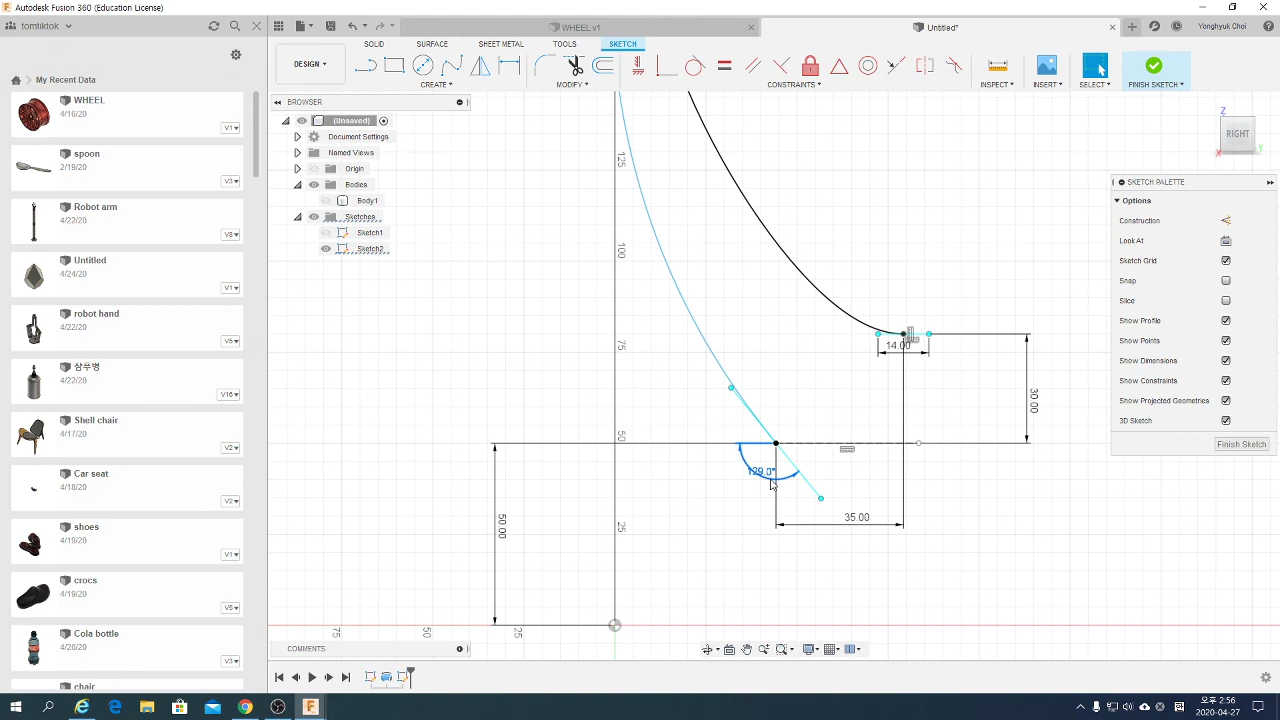 Autodesk Fusion 360 (Education License)
tomtiktok
WHEEL v1
Untitled*
Yonghyuk Choi
My Recent Data
WHEEL
4/16/20
V1
spoon
2/19/20
V3
Robot arm
4/22/20
V8
Untitled
4/24/20
V1
robot hand
4/22/20
V5
샴푸병
4/22/20
V16
Shell chair
4/17/20
V2
Car seat
4/18/20
V2
shoes
4/19/20
V1
crocs
4/19/20
V5
Cola bottle
4/20/20
V3
chair
DESIGN
SOLID
SURFACE
SHEET METAL
TOOLS
SKETCH
CREATE
MODIFY
CONSTRAINTS
INSPECT
INSERT
SELECT
FINISH SKETCH
BROWSER
(Unsaved)
Document Settings
Named Views
Origin
Bodies
Body1
Sketches
Sketch1
Sketch2
125
100
75
50
25
14.00
30.00
129.0°
35.00
50.00
75
50
25
Z
RIGHT
X
Y
SKETCH PALETTE
Options
Construction
Look At
Sketch Grid
Snap
Slice
Show Profile
Show Points
Show Dimensions
Show Constraints
Show Projected Geometries
3D Sketch
Finish Sketch
COMMENTS
오후 2:56
2020-04-27